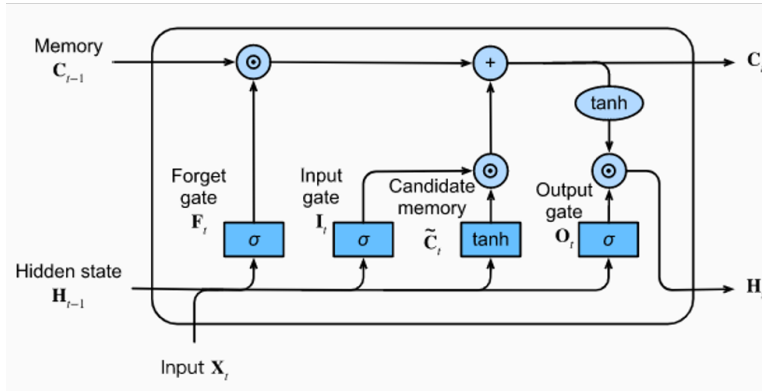 Memory
C_{t−1}
⊙
+
C_t
tanh
Forget
gate
F_t
Input
gate
I_t
⊙
Candidate
memory
C̃_t
Output
gate
O_t
⊙
σ
σ
tanh
σ
Hidden state
H_{t−1}
H
Input X_t